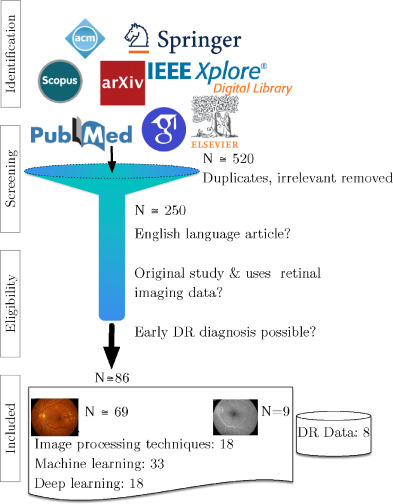 Identification
acm
Springer
Scopus
arXiv
IEEE Xplore®
Digital Library
PubMed
g
ELSEVIER
Screening
N ≅ 520
Duplicates, irrelevant removed
N ≅ 250
English language article?
Eligibility
Original study & uses retinal
imaging data?
Early DR diagnosis possible?
N≅86
Included
N ≅ 69
N=9
DR Data: 8
Image processing techniques: 18
Machine learning: 33
Deep learning: 18